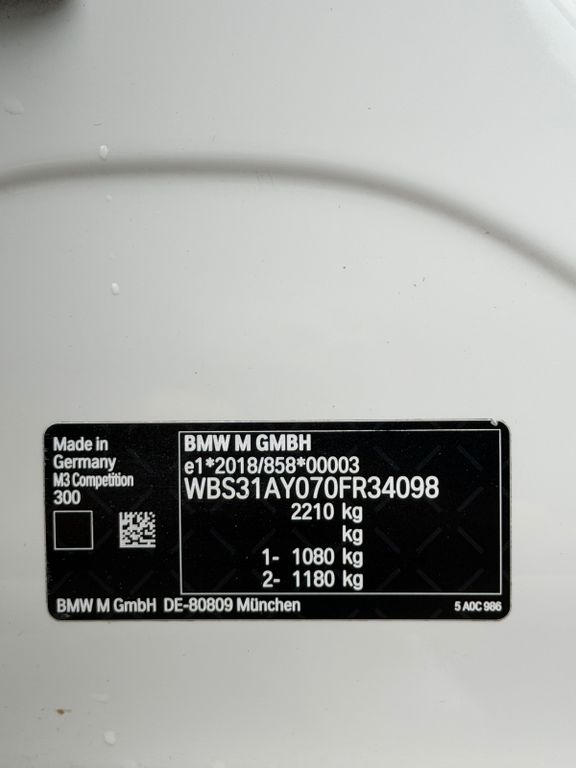 Made in
Germany
M3 Competition
300
BMW M GMBH
e1*2018/858*00003
WBS31AY070FR34098
2210 kg
kg
1- 1080 kg
2- 1180 kg
BMW M GmbH DE-80809 München
5 A0C 986